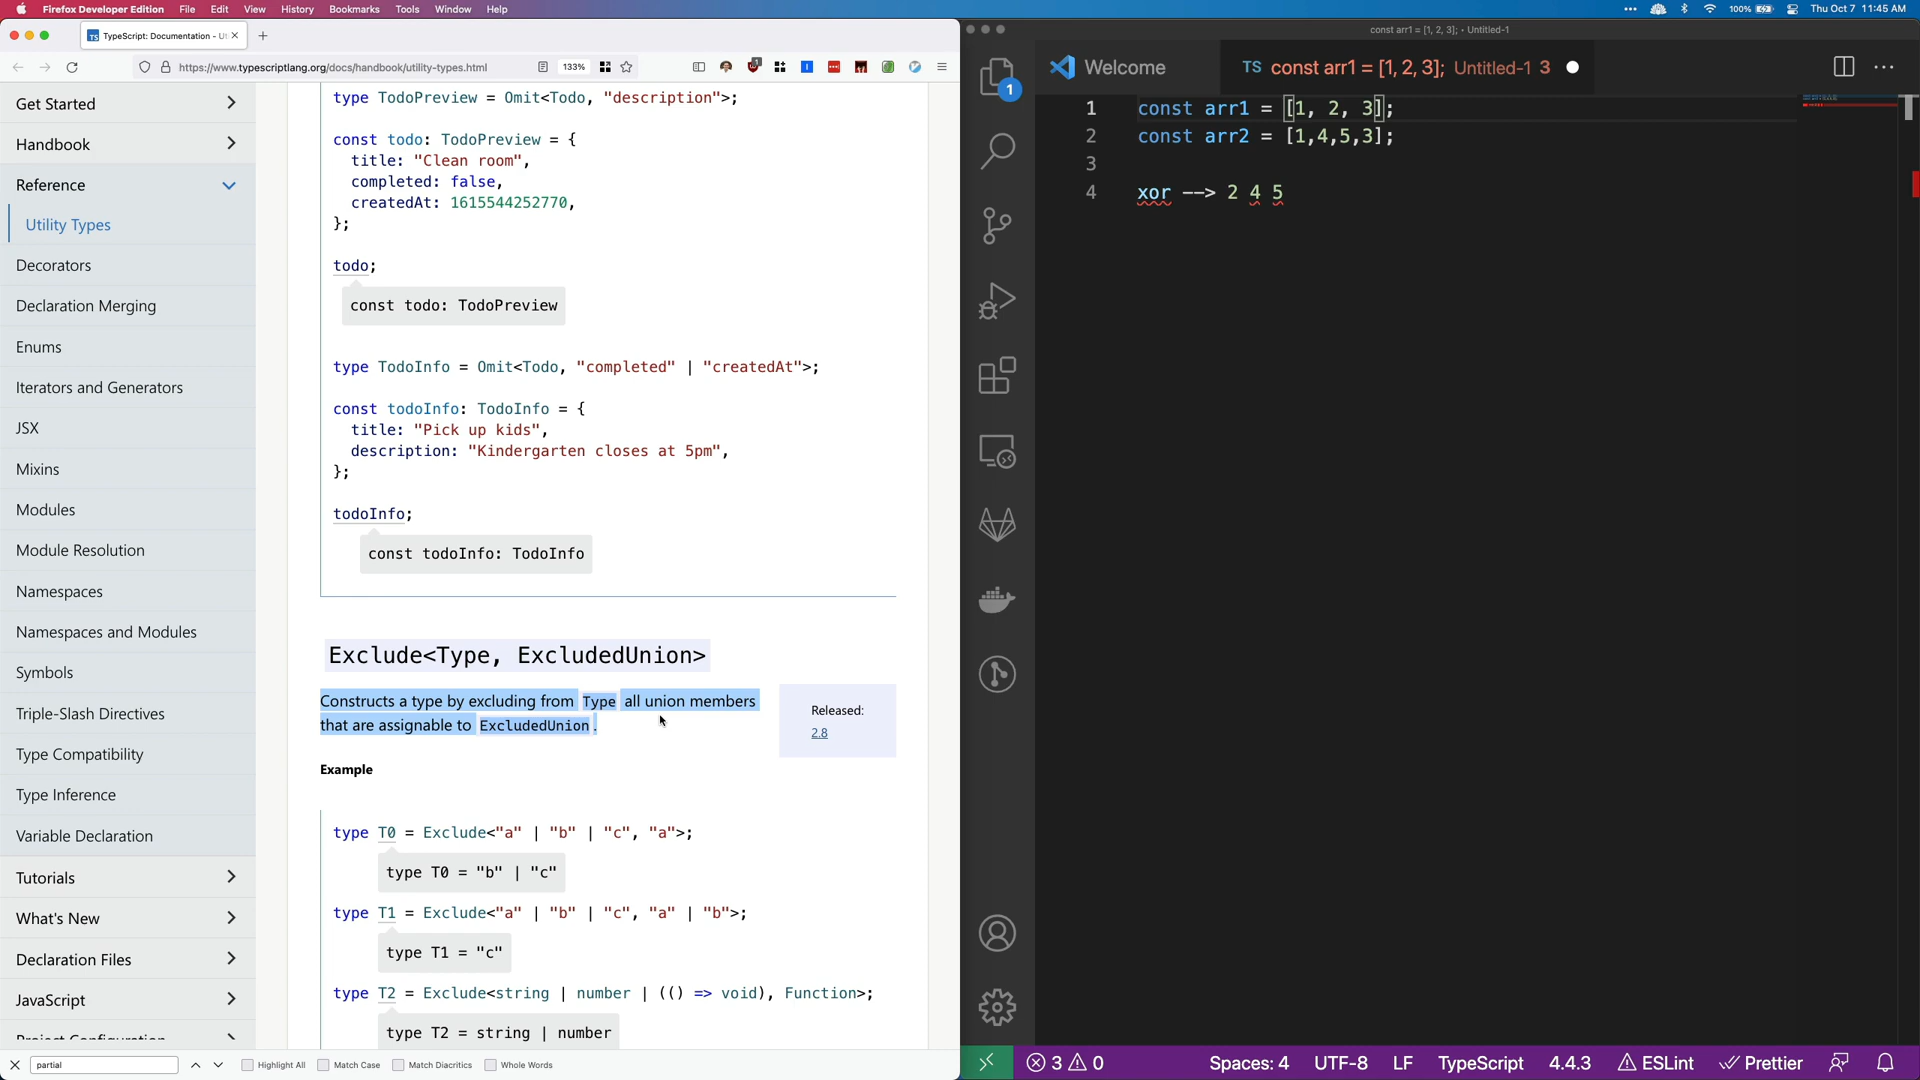 Firefox Developer Edition File Edit View History Bookmarks Tools Window Help
100% Thu Oct 7 11:45 AM
TS TypeScript: Documentation - Ut
const arr1 = [1, 2, 3]; • Untitled-1
https://www.typescriptlang.org/docs/handbook/utility-types.html
133%
1
Get Started
Handbook
Reference
Utility Types
Decorators
Declaration Merging
Enums
Iterators and Generators
JSX
Mixins
Modules
Module Resolution
Namespaces
Namespaces and Modules
Symbols
Triple-Slash Directives
Type Compatibility
Type Inference
Variable Declaration
Tutorials
What's New
Declaration Files
JavaScript
Project Configuration
type TodoPreview = Omit<Todo, "description">;
const todo: TodoPreview = {
title: "Clean room",
completed: false,
createdAt: 1615544252770,
};
todo;
const todo: TodoPreview
type TodoInfo = Omit<Todo, "completed" | "createdAt">;
const todoInfo: TodoInfo = {
title: "Pick up kids",
description: "Kindergarten closes at 5pm",
};
todoInfo;
const todoInfo: TodoInfo
Exclude<Type, ExcludedUnion>
Constructs a type by excluding from Type all union members
that are assignable to ExcludedUnion.
Released:
2.8
Example
type T0 = Exclude<"a" | "b" | "c", "a">;
type T0 = "b" | "c"
type T1 = Exclude<"a" | "b" | "c", "a" | "b">;
type T1 = "c"
type T2 = Exclude<string | number | (() => void), Function>;
type T2 = string | number
partial
Highlight All Match Case Match Diacritics Whole Words
1
Welcome
TS const arr1 = [1, 2, 3]; Untitled-1 3
1 const arr1 = [1, 2, 3];
2 const arr2 = [1,4,5,3];
3
4 xor --> 2 4 5
3 0 Spaces: 4 UTF-8 LF TypeScript 4.4.3 ESLint Prettier